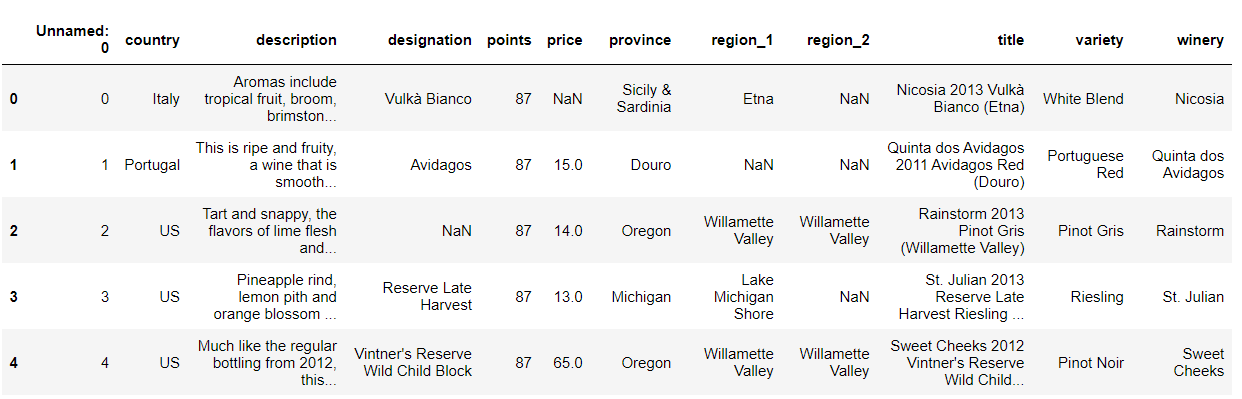 Unnamed: 0 country description designation points price province region_1 region_2 title variety winery
0 0 Italy Aromas include tropical fruit, broom, brimston... Vulkà Bianco 87 NaN Sicily & Sardinia Etna NaN Nicosia 2013 Vulkà Bianco (Etna) White Blend Nicosia
1 1 Portugal This is ripe and fruity, a wine that is smooth... Avidagos 87 15.0 Douro NaN NaN Quinta dos Avidagos 2011 Avidagos Red (Douro) Portuguese Red Quinta dos Avidagos
2 2 US Tart and snappy, the flavors of lime flesh and... NaN 87 14.0 Oregon Willamette Valley Willamette Valley Rainstorm 2013 Pinot Gris (Willamette Valley) Pinot Gris Rainstorm
3 3 US Pineapple rind, lemon pith and orange blossom ... Reserve Late Harvest 87 13.0 Michigan Lake Michigan Shore NaN St. Julian 2013 Reserve Late Harvest Riesling ... Riesling St. Julian
4 4 US Much like the regular bottling from 2012, this... Vintner's Reserve Wild Child Block 87 65.0 Oregon Willamette Valley Willamette Valley Sweet Cheeks 2012 Vintner's Reserve Wild Child... Pinot Noir Sweet Cheeks